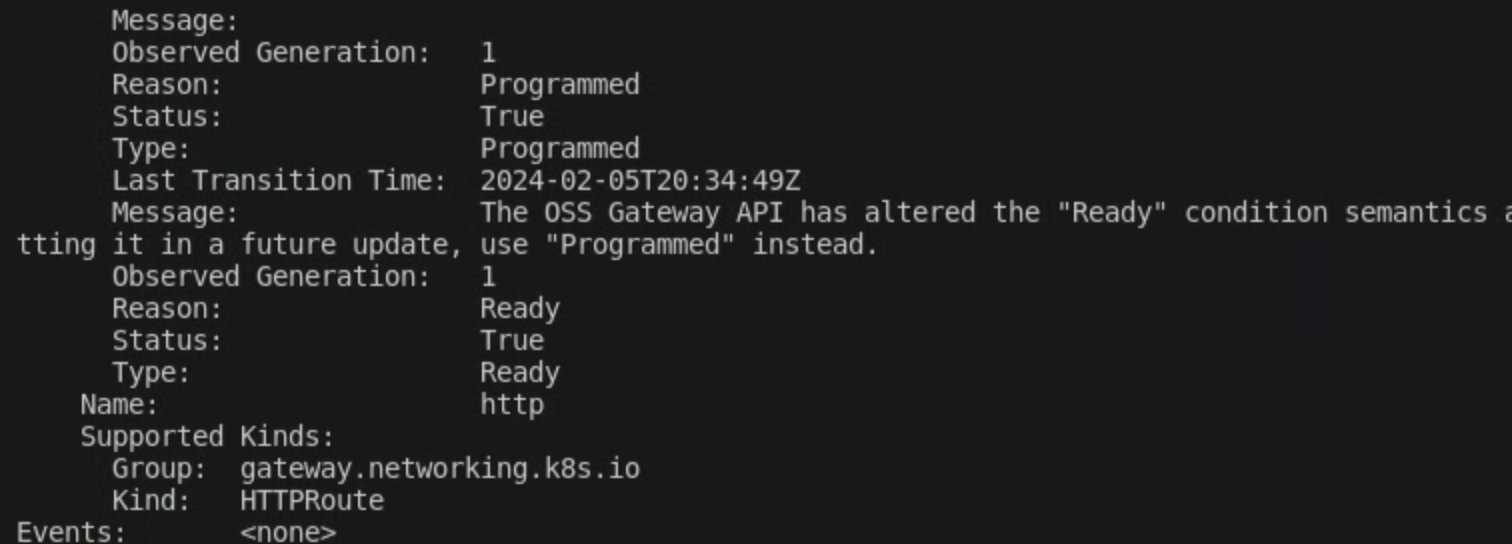 Message:
Observed Generation: 1
Reason: Programmed
Status: True
Type: Programmed
Last Transition Time: 2024-02-05T20:34:49Z
Message: The OSS Gateway API has altered the "Ready" condition semantics
tting it in a future update, use "Programmed" instead.
Observed Generation: 1
Reason: Ready
Status: True
Type: Ready
Name: http
Supported Kinds:
Group: gateway.networking.k8s.io
Kind: HTTPRoute
Events: <none>